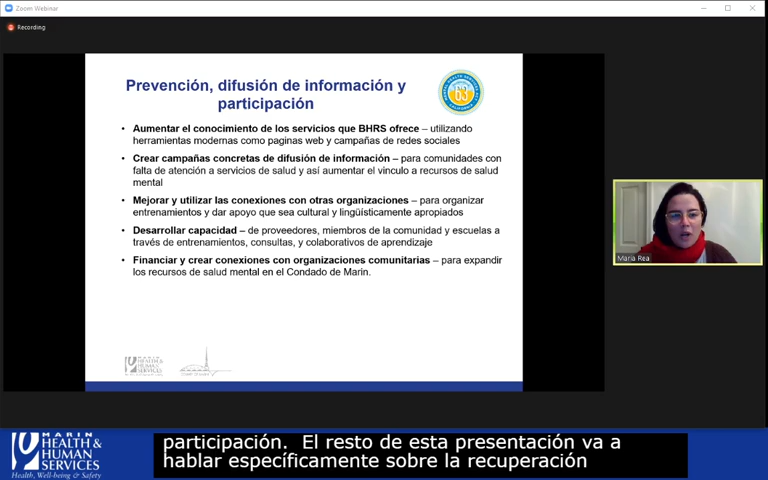 Zoom Webinar
Recording
Prevención, difusión de información y
participación
63
• Aumentar el conocimiento de los servicios que BHRS ofrece – utilizando
herramientas modernas como paginas web y campañas de redes sociales
• Crear campañas concretas de difusión de información – para comunidades con
falta de atención a servicios de salud y así aumentar el vinculo a recursos de salud
mental
• Mejorar y utilizar las conexiones con otras organizaciones – para organizar
entrenamientos y dar apoyo que sea cultural y lingüísticamente apropiados
• Desarrollar capacidad – de proveedores, miembros de la comunidad y escuelas a
través de entrenamientos, consultas, y colaborativos de aprendizaje
• Financiar y crear conexiones con organizaciones comunitarias – para expandir
los recursos de salud mental en el Condado de Marin.
Maria Rea
MARIN
HEALTH &
HUMAN
SERVICES
MARIN
HEALTH &
HUMAN
SERVICES
Health, Well-being & Safety
participación. El resto de esta presentación va a
hablar específicamente sobre la recuperación